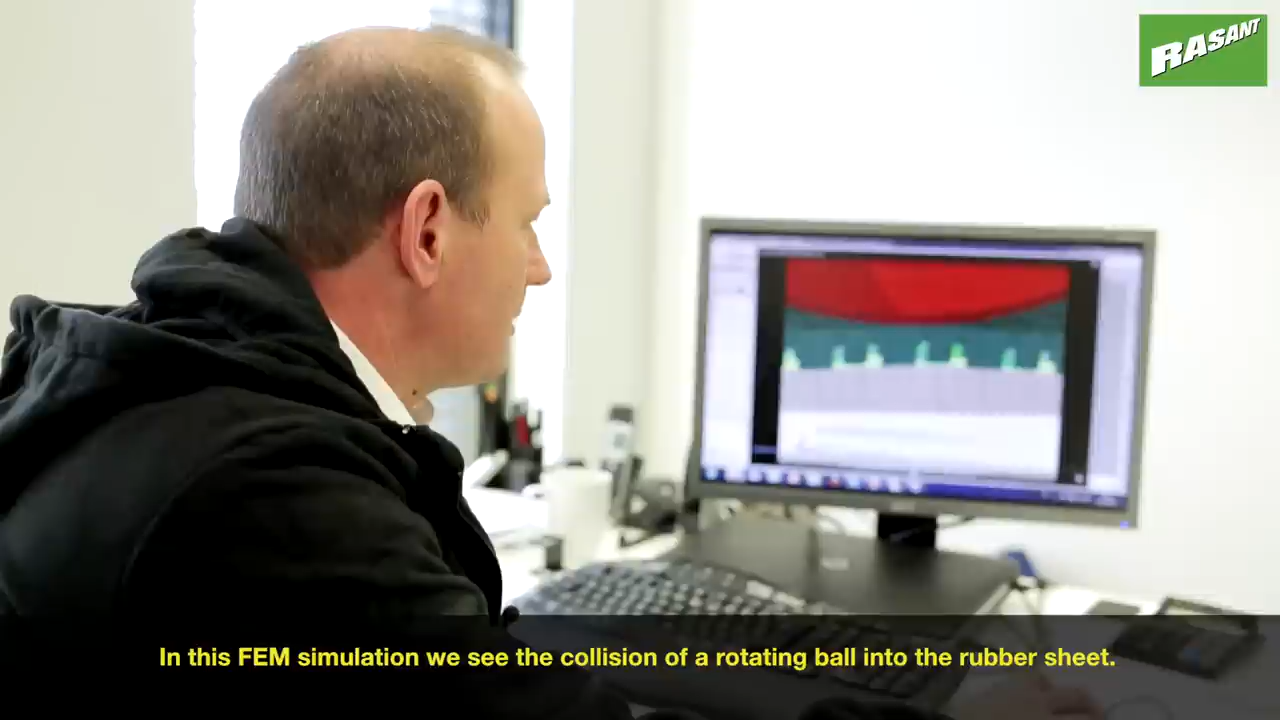 RASANT
In this FEM simulation we see the collision of a rotating ball into the rubber sheet.